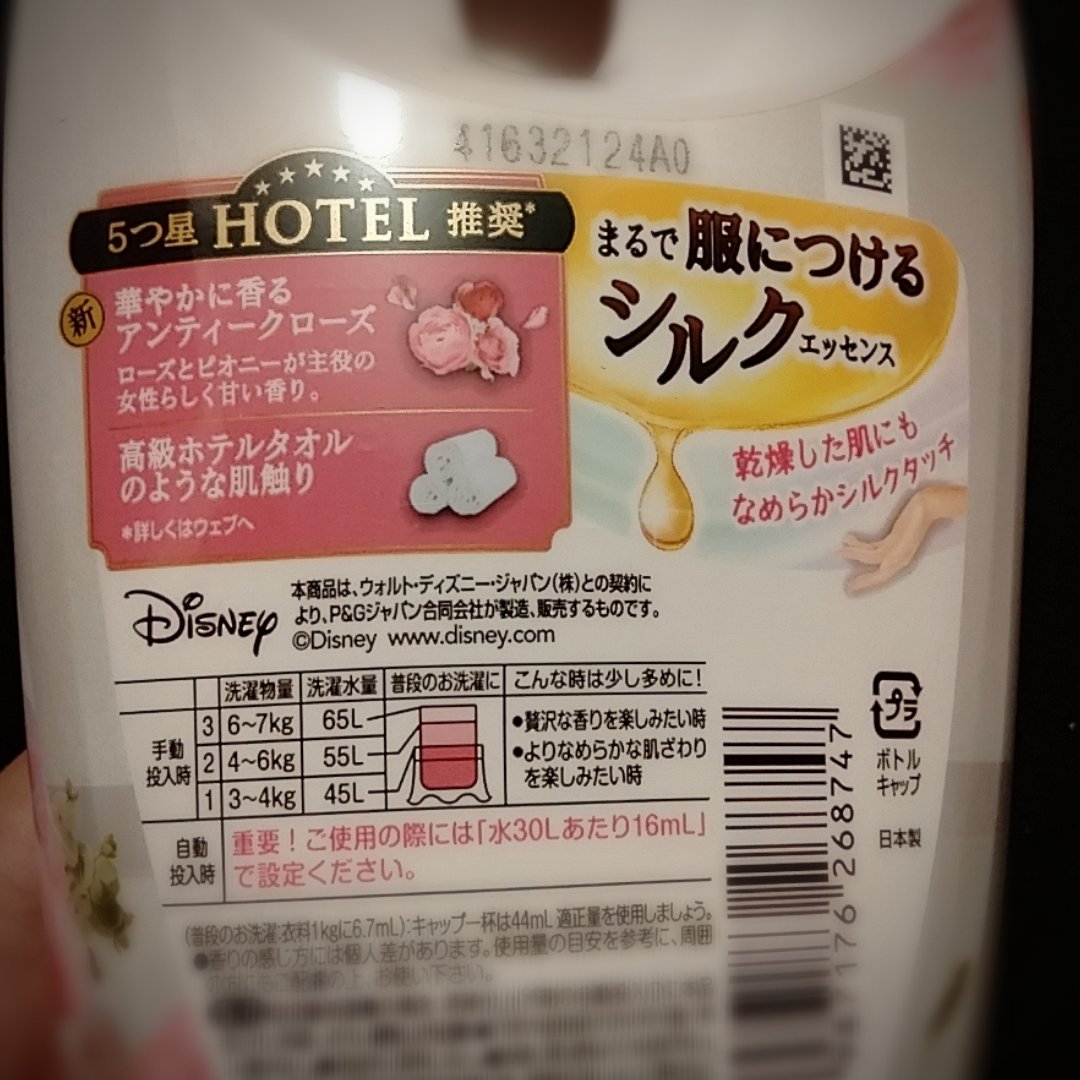 41632124A0
5つ星 HOTEL 推奨*
新
華やかに香る
アンティークローズ
ローズとピオニーが主役の
女性らしく甘い香り。
高級ホテルタオル
のような肌触り
*詳しくはウェブへ
まるで服につける
シルクエッセンス
乾燥した肌にも
なめらかシルクタッチ
Disney
本商品は、ウォルト・ディズニー・ジャパン(株)との契約に
より、P&Gジャパン合同会社が製造、販売するものです。
©Disney www.disney.com
洗濯物量 洗濯水量 普段のお洗濯に こんな時は少し多めに!
手動
投入時
3 6~7kg 65L
2 4~6kg 55L
1 3~4kg 45L
●贅沢な香りを楽しみたい時
●よりなめらかな肌ざわり
を楽しみたい時
自動
投入時
重要!ご使用の際には「水30Lあたり16mL」
で設定ください。
(普段のお洗濯:衣料1kgに6.7mL):キャップ一杯は44mL 適正量を使用しましょう。
●香りの感じ方には個人差があります。使用量の目安を参考に、周囲
の方にもご配慮の上、お使い下さい。
プラ
ボトル
キャップ
日本製
176 268747